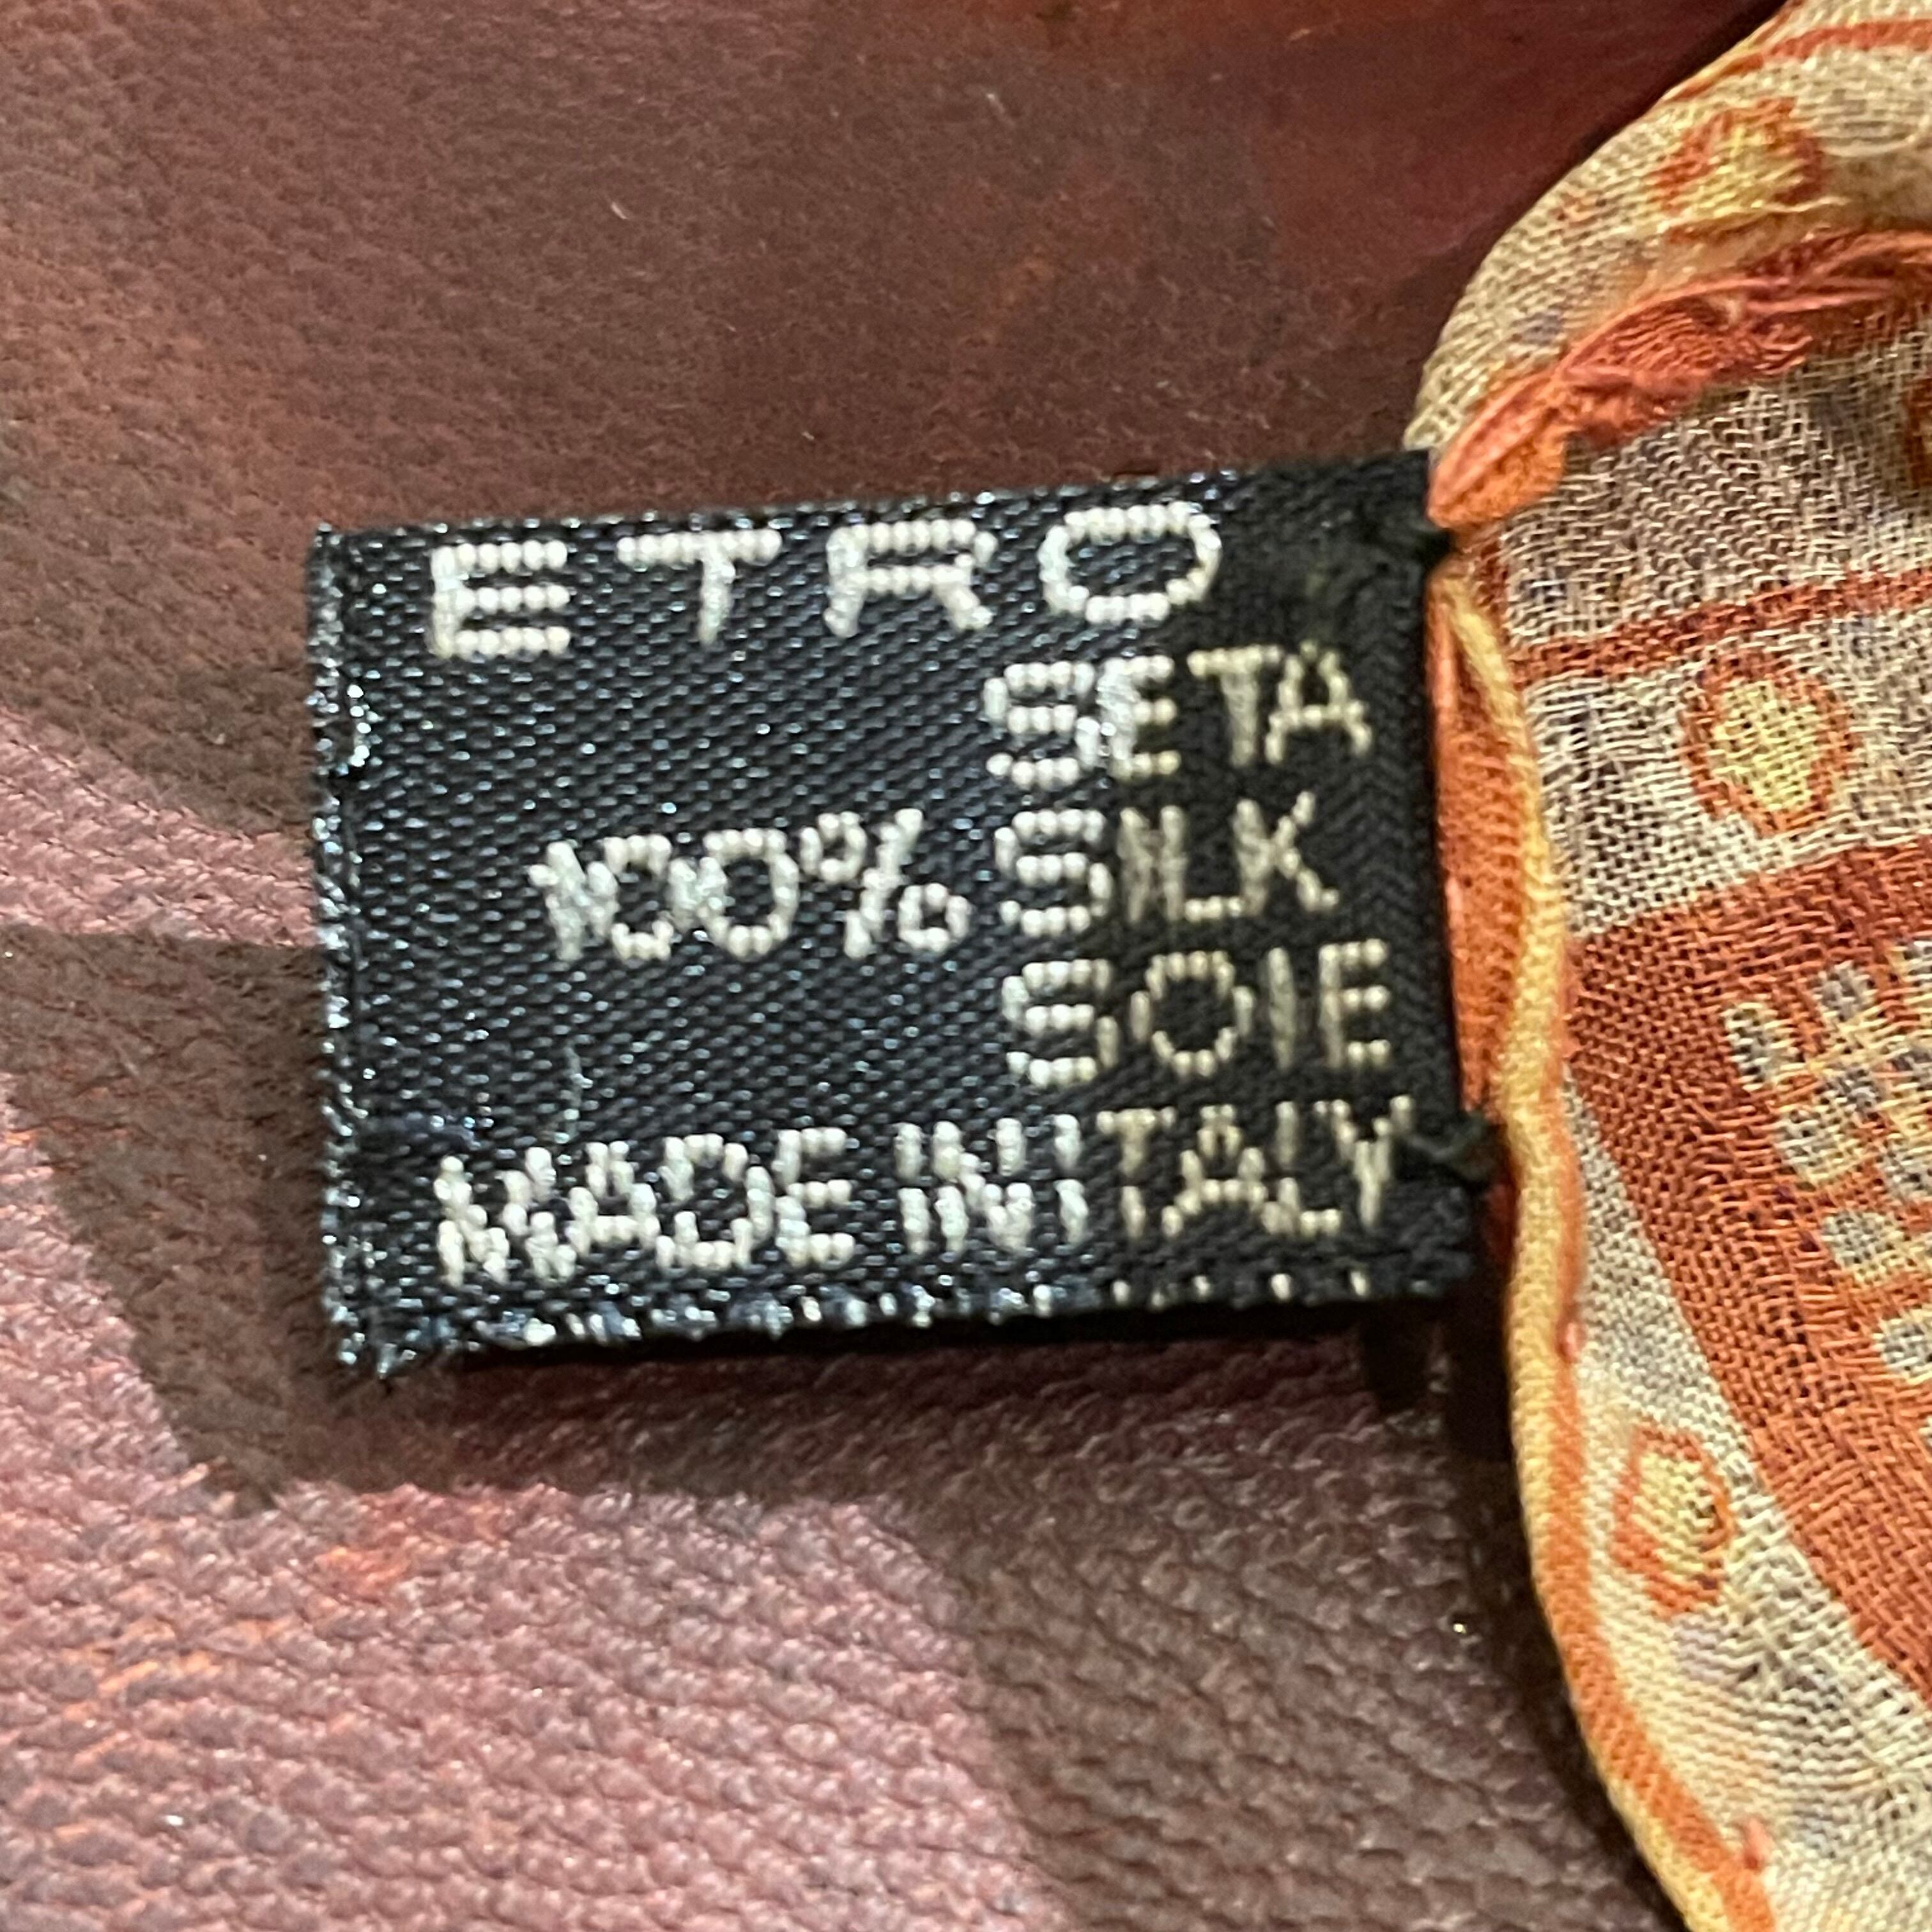 ETRO
SETA
100% SILK
SOIE
MADE IN ITALY